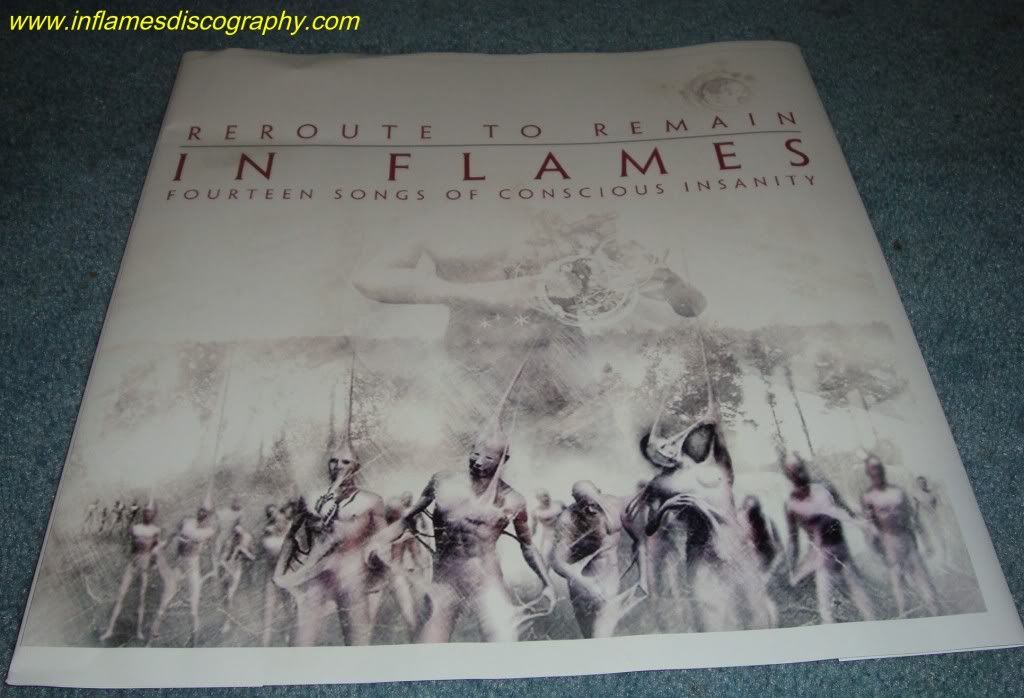 www.inflamesdiscography.com
REROUTE TO REMAIN
IN FLAMES
FOURTEEN SONGS OF CONSCIOUS INSANITY